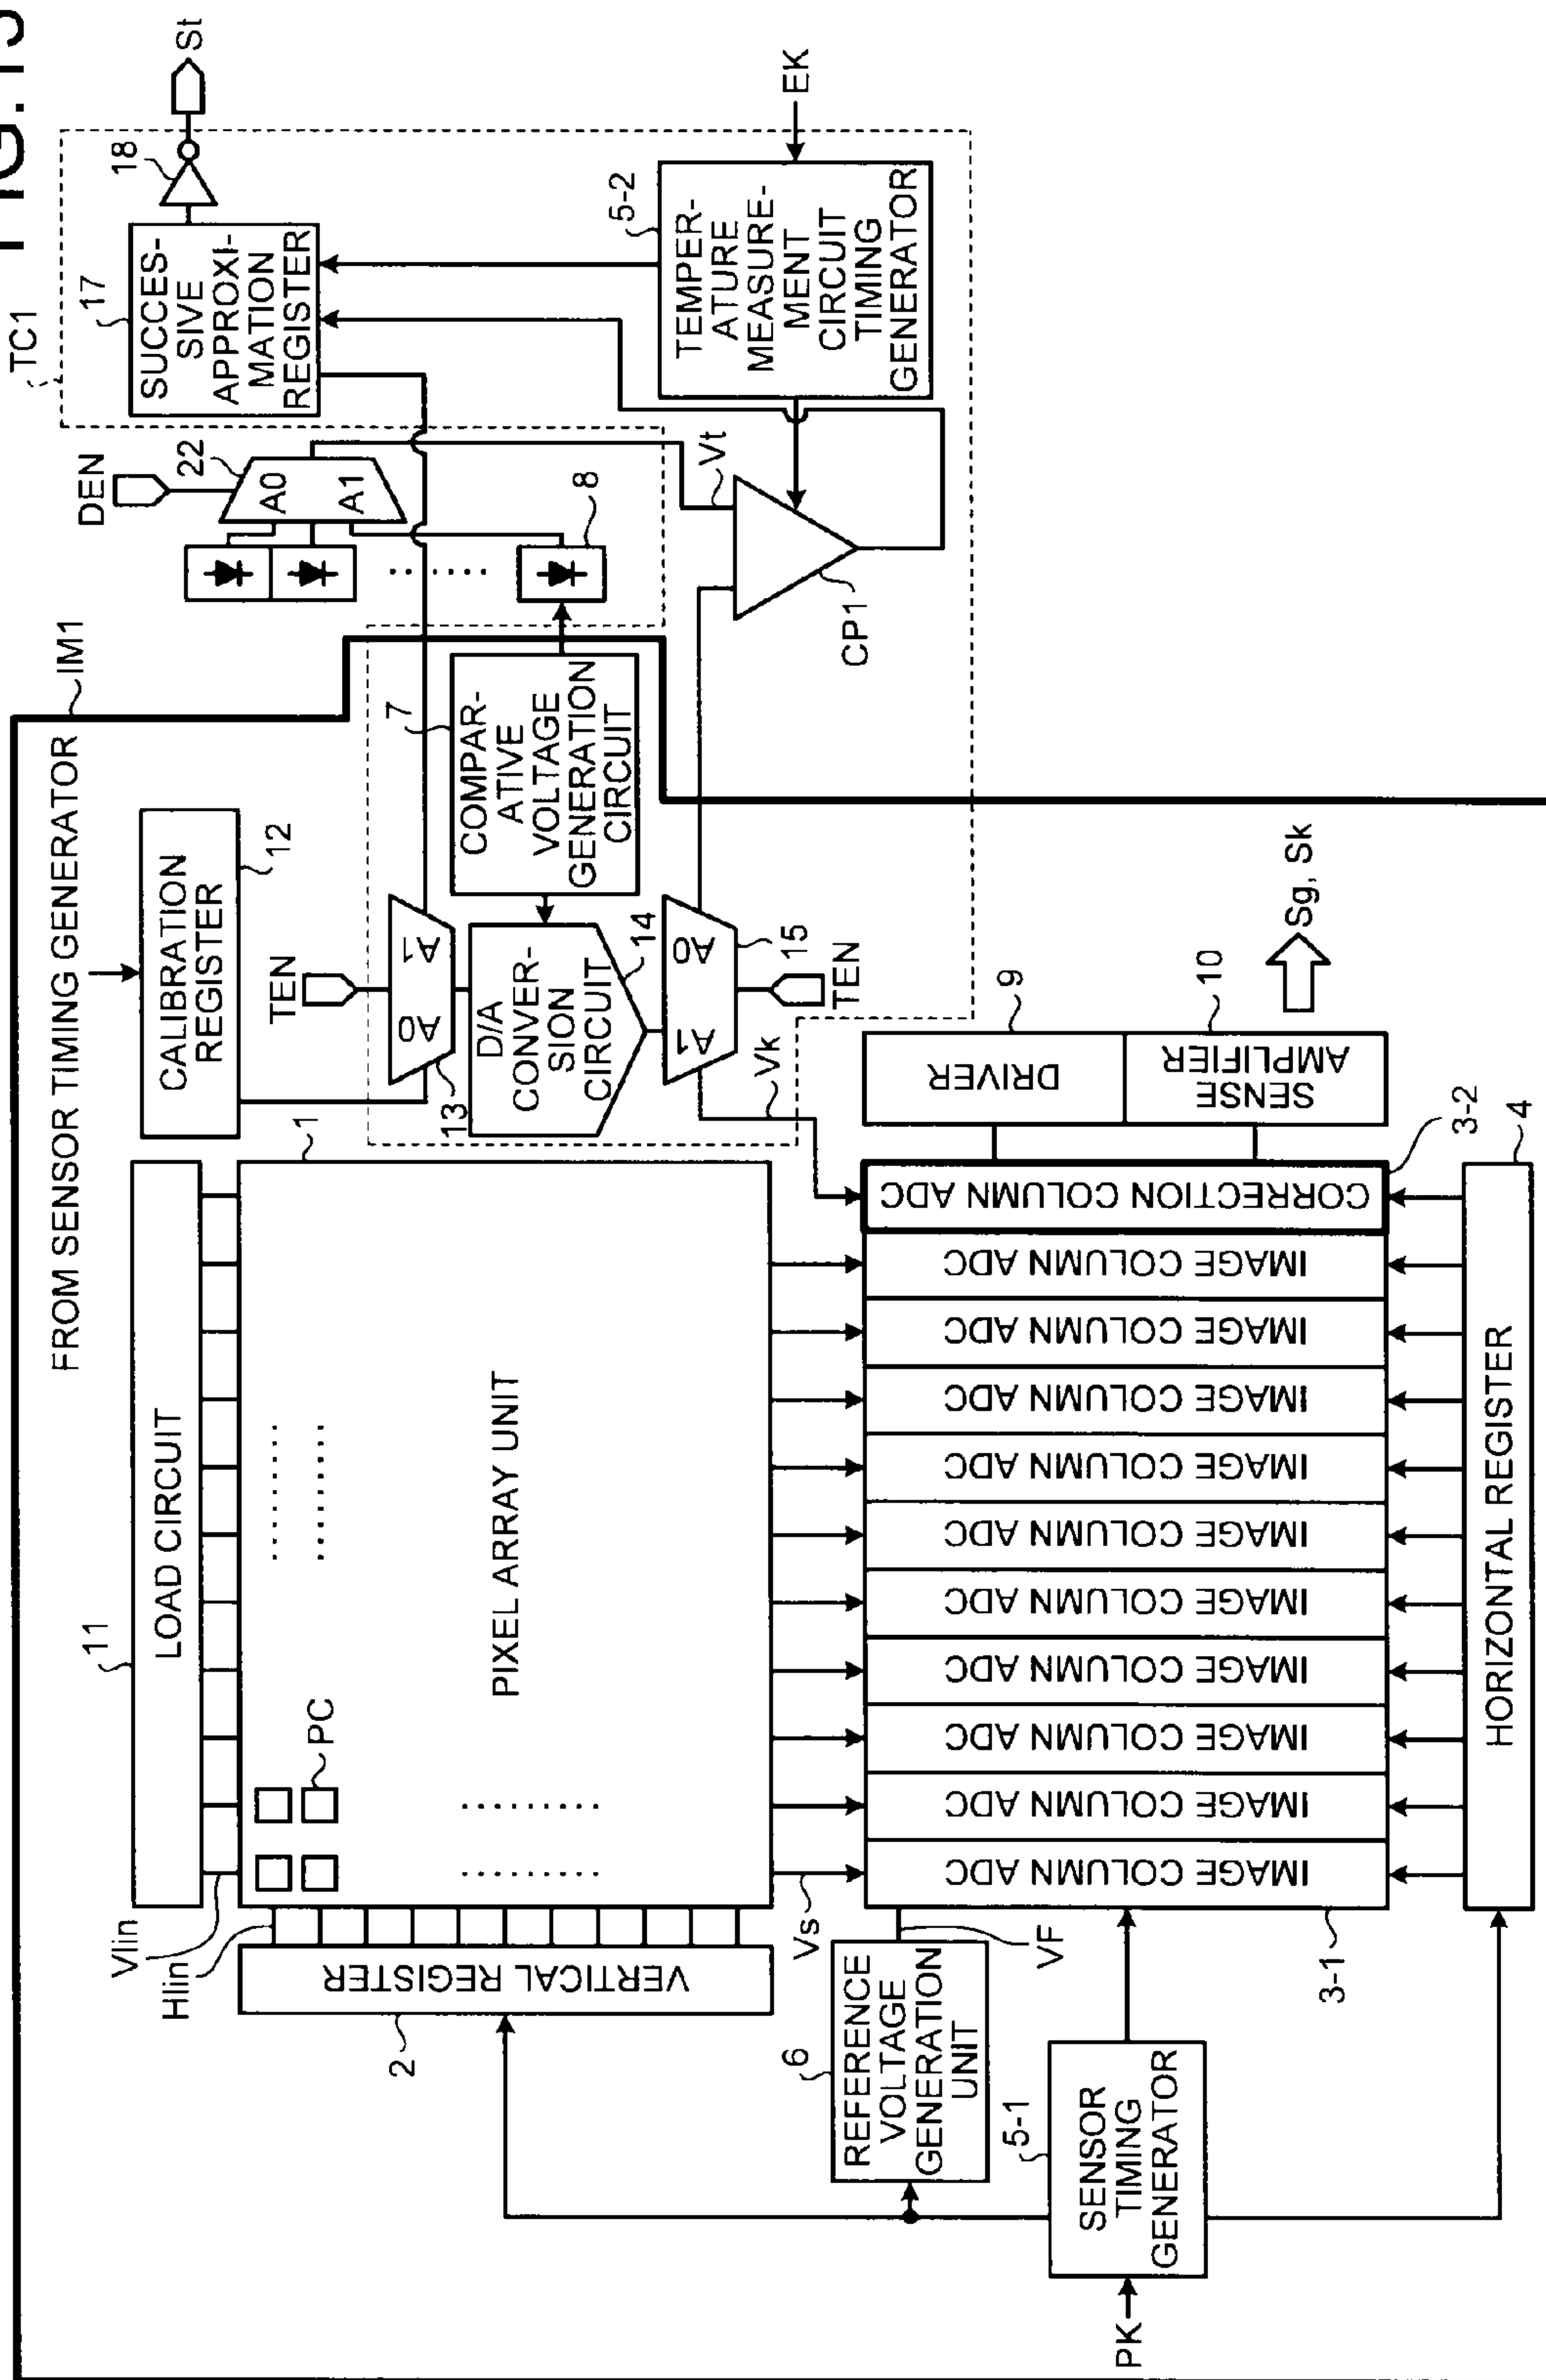 FIG.13
TC1
St
18
17
SUCCES-
SIVE
APPROXI-
MATION
REGISTER
5-2
TEMPER-
ATURE
MEASURE-
MENT
CIRCUIT
TIMING
GENERATOR
EK
DEN
22
A0
A1
8
Vt
CP1
IM1
FROM SENSOR TIMING GENERATOR
CALIBRATION
REGISTER
12
TEN
A0
A1
13
7
COMPAR-
ATIVE
VOLTAGE
GENERATION
CIRCUIT
D/A
CONVER-
SION
CIRCUIT
14
A1
A0
15
TEN
Vk
11
LOAD CIRCUIT
1
Vlin
Hlin
PC
PIXEL ARRAY UNIT
VERTICAL REGISTER
2
Vs
6
REFERENCE
VOLTAGE
GENERATION
UNIT
VF
IMAGE COLUMN ADC
IMAGE COLUMN ADC
IMAGE COLUMN ADC
IMAGE COLUMN ADC
IMAGE COLUMN ADC
IMAGE COLUMN ADC
IMAGE COLUMN ADC
IMAGE COLUMN ADC
IMAGE COLUMN ADC
IMAGE COLUMN ADC
CORRECTION COLUMN ADC
DRIVER
9
SENSE
AMPLIFIER
10
Sg, Sk
3-2
4
3-1
HORIZONTAL REGISTER
5-1
SENSOR
TIMING
GENERATOR
PK